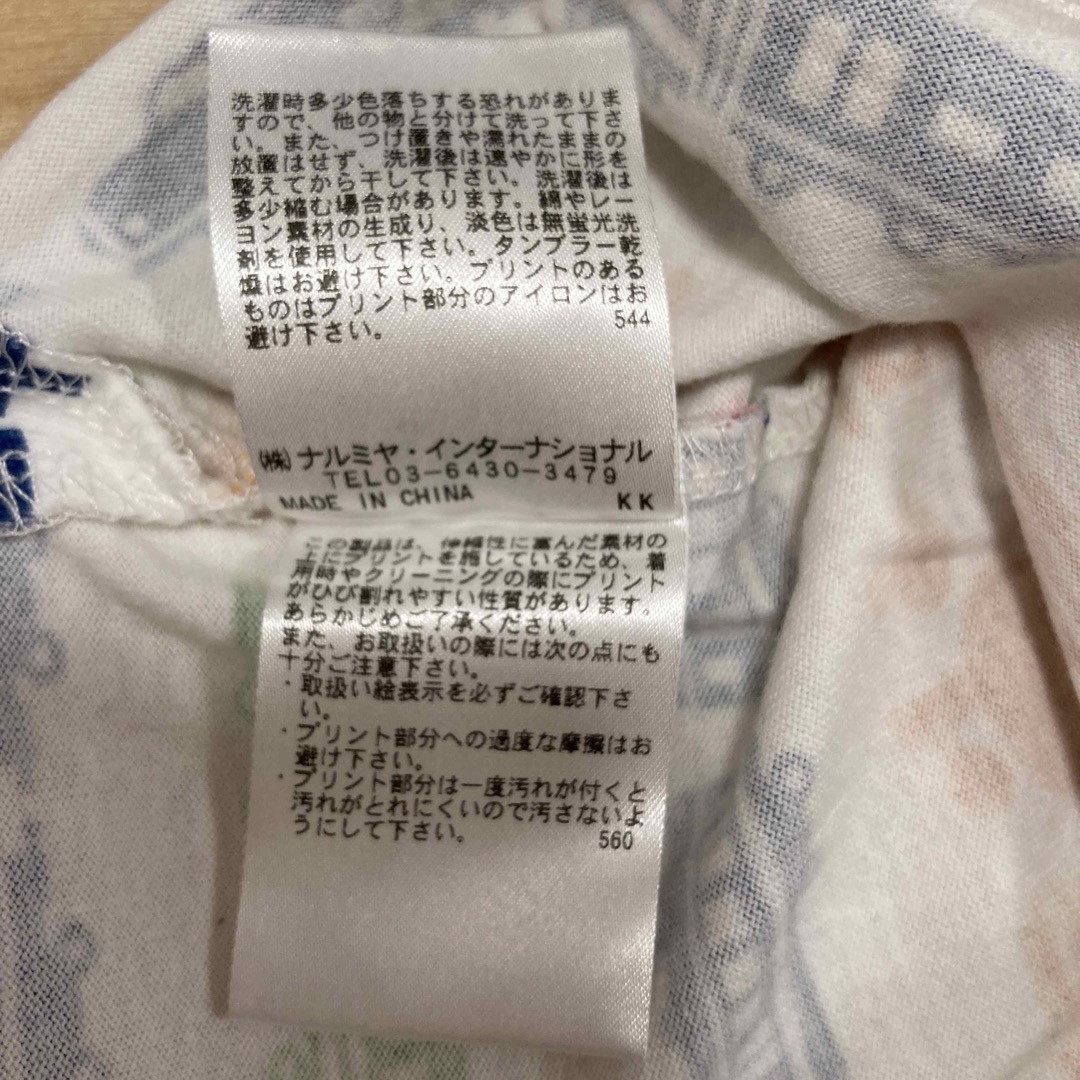 洗濯時多少色落ちする恐れがありま
すので、他の物と分けて洗って下さ
い。また、つけ置きや濡れたままの
放置はせず、洗濯後は速やかに形を
整えてから干して下さい。洗濯後は
多少縮む場合があります。綿やレー
ヨン素材の生成り、淡色は無蛍光洗
剤を使用して下さい。タンブラー乾
燥はお避け下さい。プリントのある
ものはプリント部分のアイロンはお
避け下さい。
544
㈱ ナルミヤ・インターナショナル
TEL03-6430-3479
MADE IN CHINA KK
この製品は、伸縮性に富んだ素材の
上にプリントを施しているため、着
用時やクリーニングの際にプリント
がひび割れやすい性質があります。
あらかじめご了承ください。
また、お取扱いの際には次の点にも
十分ご注意下さい。
・取扱い絵表示を必ずご確認下さ
い。
・プリント部分への過度な摩擦はお
避け下さい。
・プリント部分は一度汚れが付くと
汚れがとれにくいので汚さないよ
うにして下さい。
560